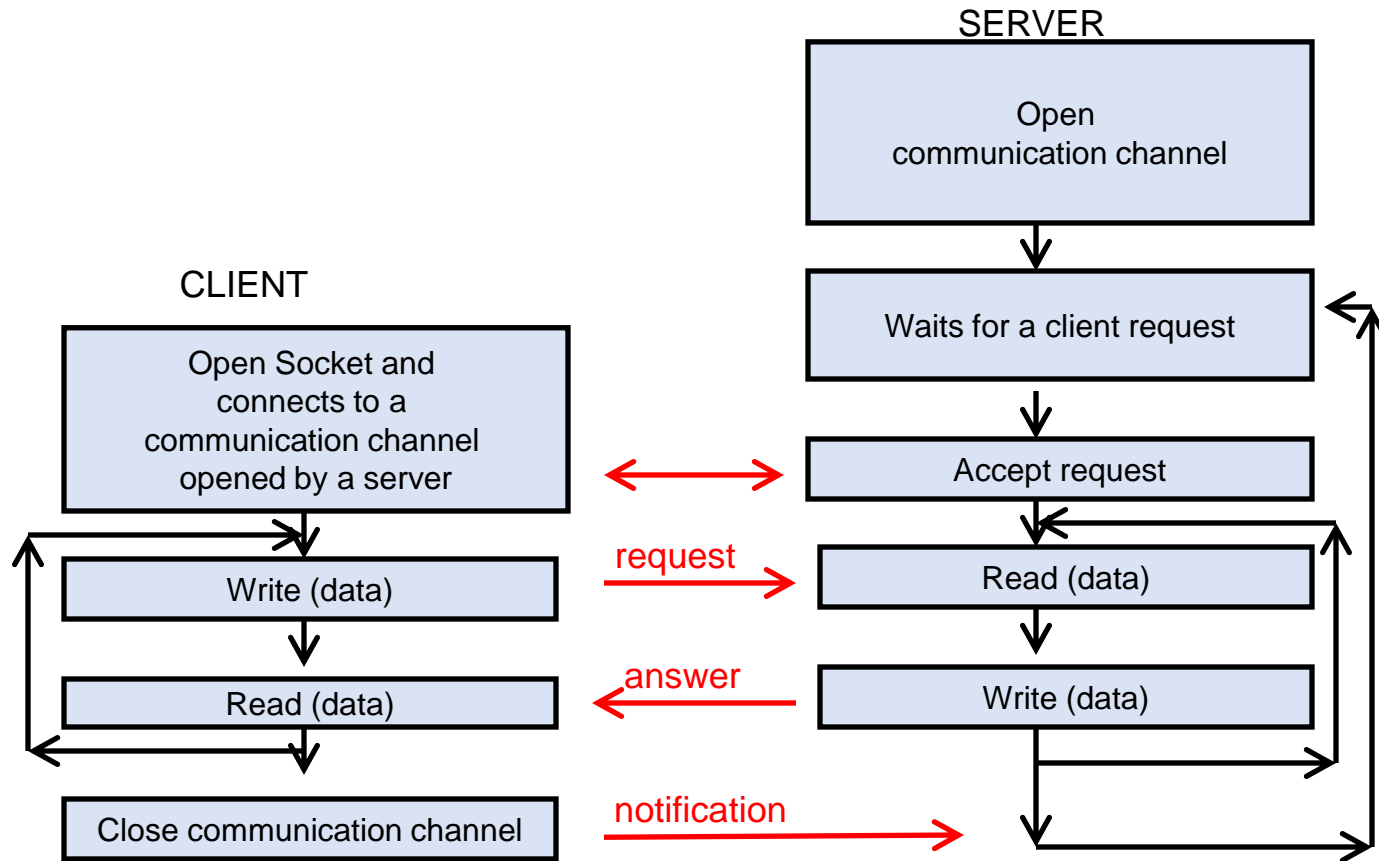 SERVER
Open
communication channel
CLIENT
Waits for a client request
Open Socket and
connects to a
communication channel
opened by a server
Accept request
request
Write (data)
Read (data)
answer
Read (data)
Write (data)
notification
Close communication channel